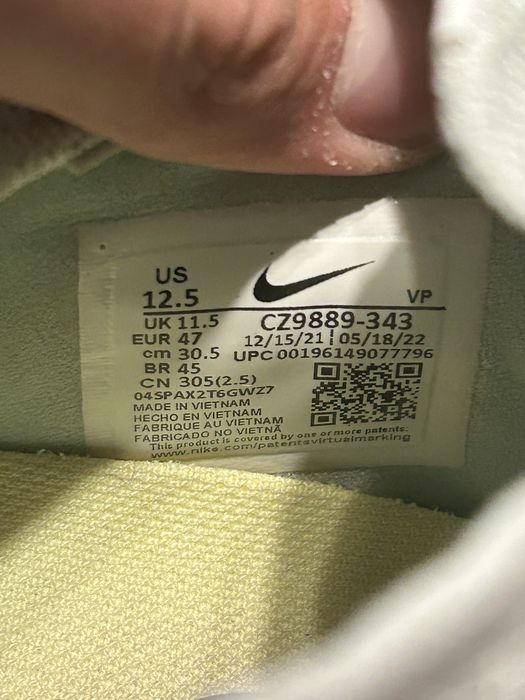 US
12.5
VP
UK 11.5 CZ9889-343
EUR 47 12/15/21 05/18/22
cm 30.5 UPC 00196149077796
BR 45
CN 305(2.5)
04SPAX2T6GWZ7
MADE IN VIETNAM
HECHO EN VIETNAM
FABRIQUE AU VIETNAM
FABRICADO NO VIETNÃ
This product is covered by one or more patents:
www.nike.com/patentsvirtualmarking